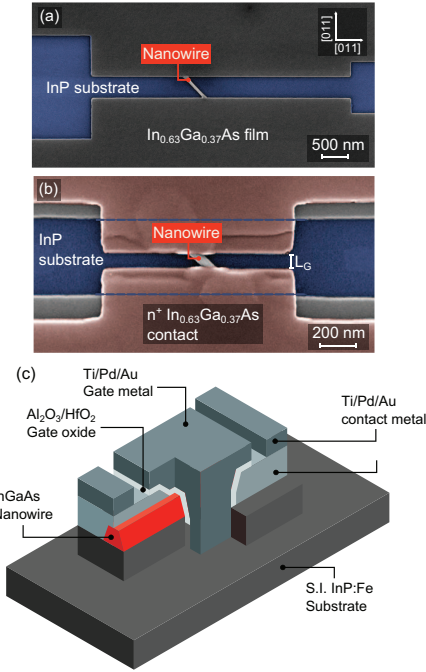 (a)
[011]
[011]
Nanowire
InP substrate
In0.63Ga0.37As film
500 nm
(b)
Nanowire
InP
substrate
LG
n+ In0.63Ga0.37As
contact
200 nm
(c)
Ti/Pd/Au
Gate metal
Ti/Pd/Au
contact metal
Al2O3/HfO2
Gate oxide
nGaAs
Nanowire
S.I. InP:Fe
Substrate